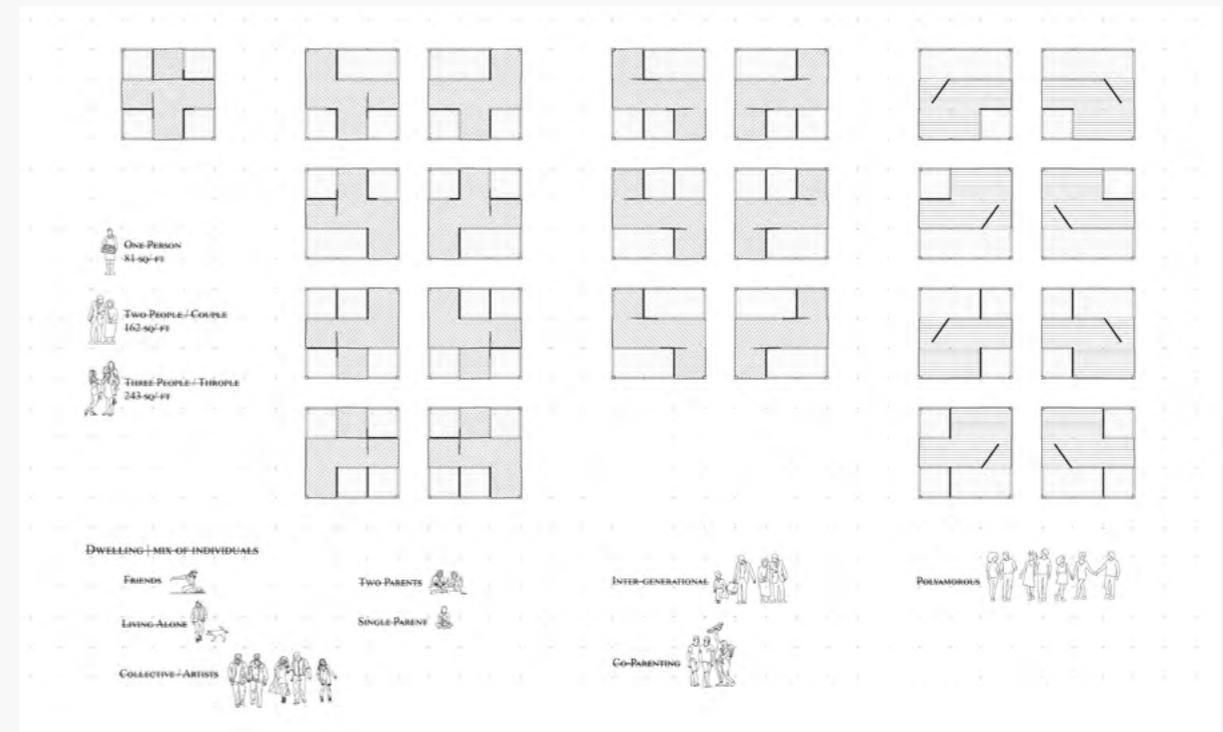 One Person
81 sq/ ft
Two People / Couple
162 sq/ ft
Three People / Throple
243 sq/ ft
Dwelling | mix of individuals
Friends
Living Alone
Collective / Artists
Two Parents
Single Parent
Inter-generational
Co-Parenting
Polyamorous